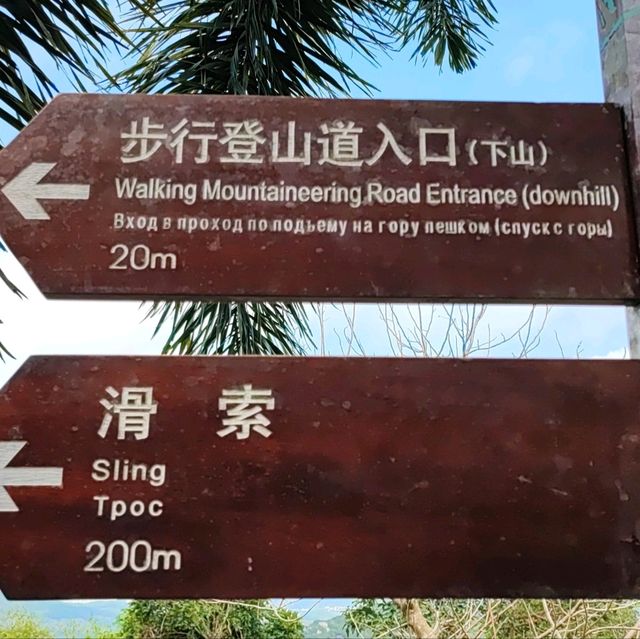 步行登山道入口(下山)
Walking Mountaineering Road Entrance (downhill)
Вход в проход по подьему на гору пешком (спуск с горы)
20m
滑 索
Sling
Трос
200m